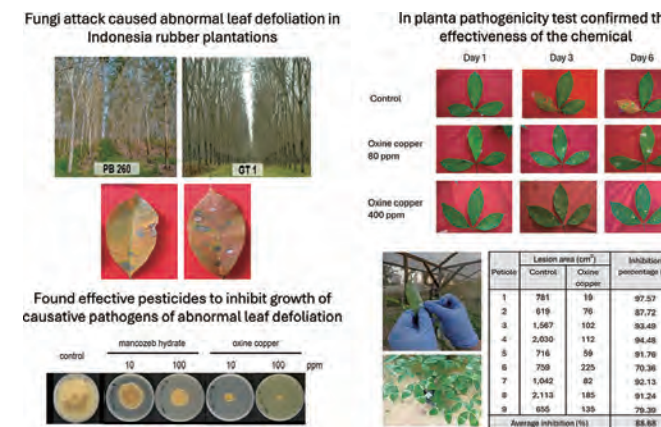 Fungi attack caused abnormal leaf defoliation in
Indonesia rubber plantations
PB 260
GT 1
Found effective pesticides to inhibit growth of
causative pathogens of abnormal leaf defoliation
mancozeb hydrate
oxine copper
control
10
100
10
100
ppm
In planta pathogenicity test confirmed th
effectiveness of the chemical
Day 1
Day 3
Day 6
Control
Oxine copper
80 ppm
Oxine copper
400 ppm
Lesion area (cm²)
Inhibition
Petiole
Control
Oxine
copper
percentage (
1 781 19 97.57
2 619 76 87.72
3 1,567 102 93.49
4 2,030 112 94.48
5 716 59 91.76
6 759 225 70.36
7 1,042 82 92.13
8 2,113 185 91.24
9 655 135 79.39
Average inhibition (%) 88.68